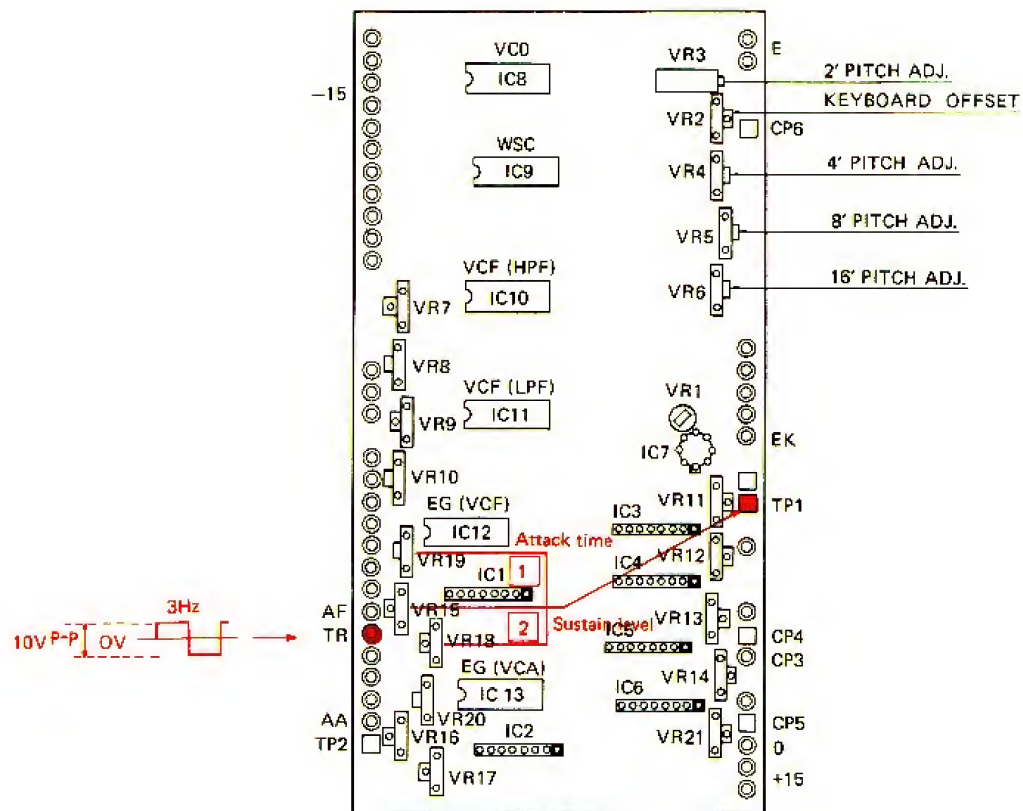 E
VCO
VR3
2' PITCH ADJ.
-15
IC8
KEYBOARD OFFSET
VR2
CP6
WSC
IC9
VR4
4' PITCH ADJ.
VR5
8' PITCH ADJ.
VCF (HPF)
IC10
VR6
16' PITCH ADJ.
VR7
VR8
VCF (LPF)
IC11
VR1
VR9
EK
IC7
VR10
VR11
EG (VCF)
IC3
TP1
IC12
Attack time
VR19
VR12
IC1
1
IC4
3Hz
AF
VR15
VR13
10V P-P
0V
TR
2
Sustain level
CP4
VR18
IC5
CP3
EG (VCA)
VR14
IC 13
IC6
AA
VR20
CP5
TP2
VR16
IC2
VR21
0
VR17
+15